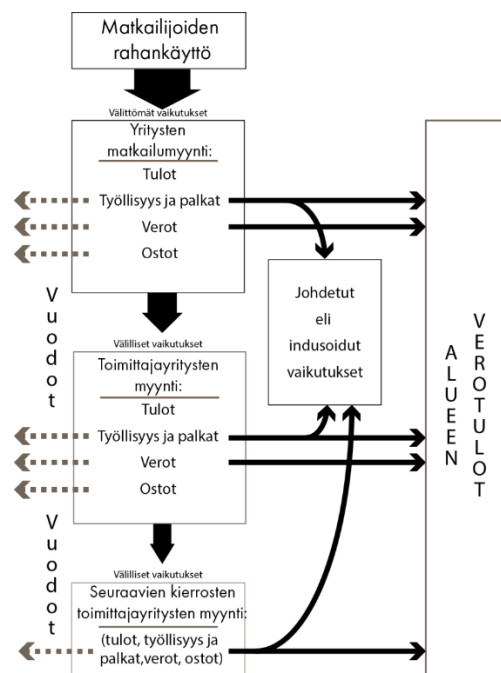 Matkailijoiden
rahankäyttö
Välittömät vaikutukset
Yritysten
matkailumyynti:
Tulot
Työllisyys ja palkat
Verot
Ostot
Vuodot
Johdetut
eli
indusoidut
vaikutukset
ALUEEN
VEROTULOT
Välilliset vaikutukset
Toimittajayritysten
myynti:
Tulot
Työllisyys ja palkat
Verot
Ostot
Vuodot
Välilliset vaikutukset
Seuraavien kierrosten
toimittajayritysten myynti:
(tulot, työllisyys ja
palkat,verot, ostot)